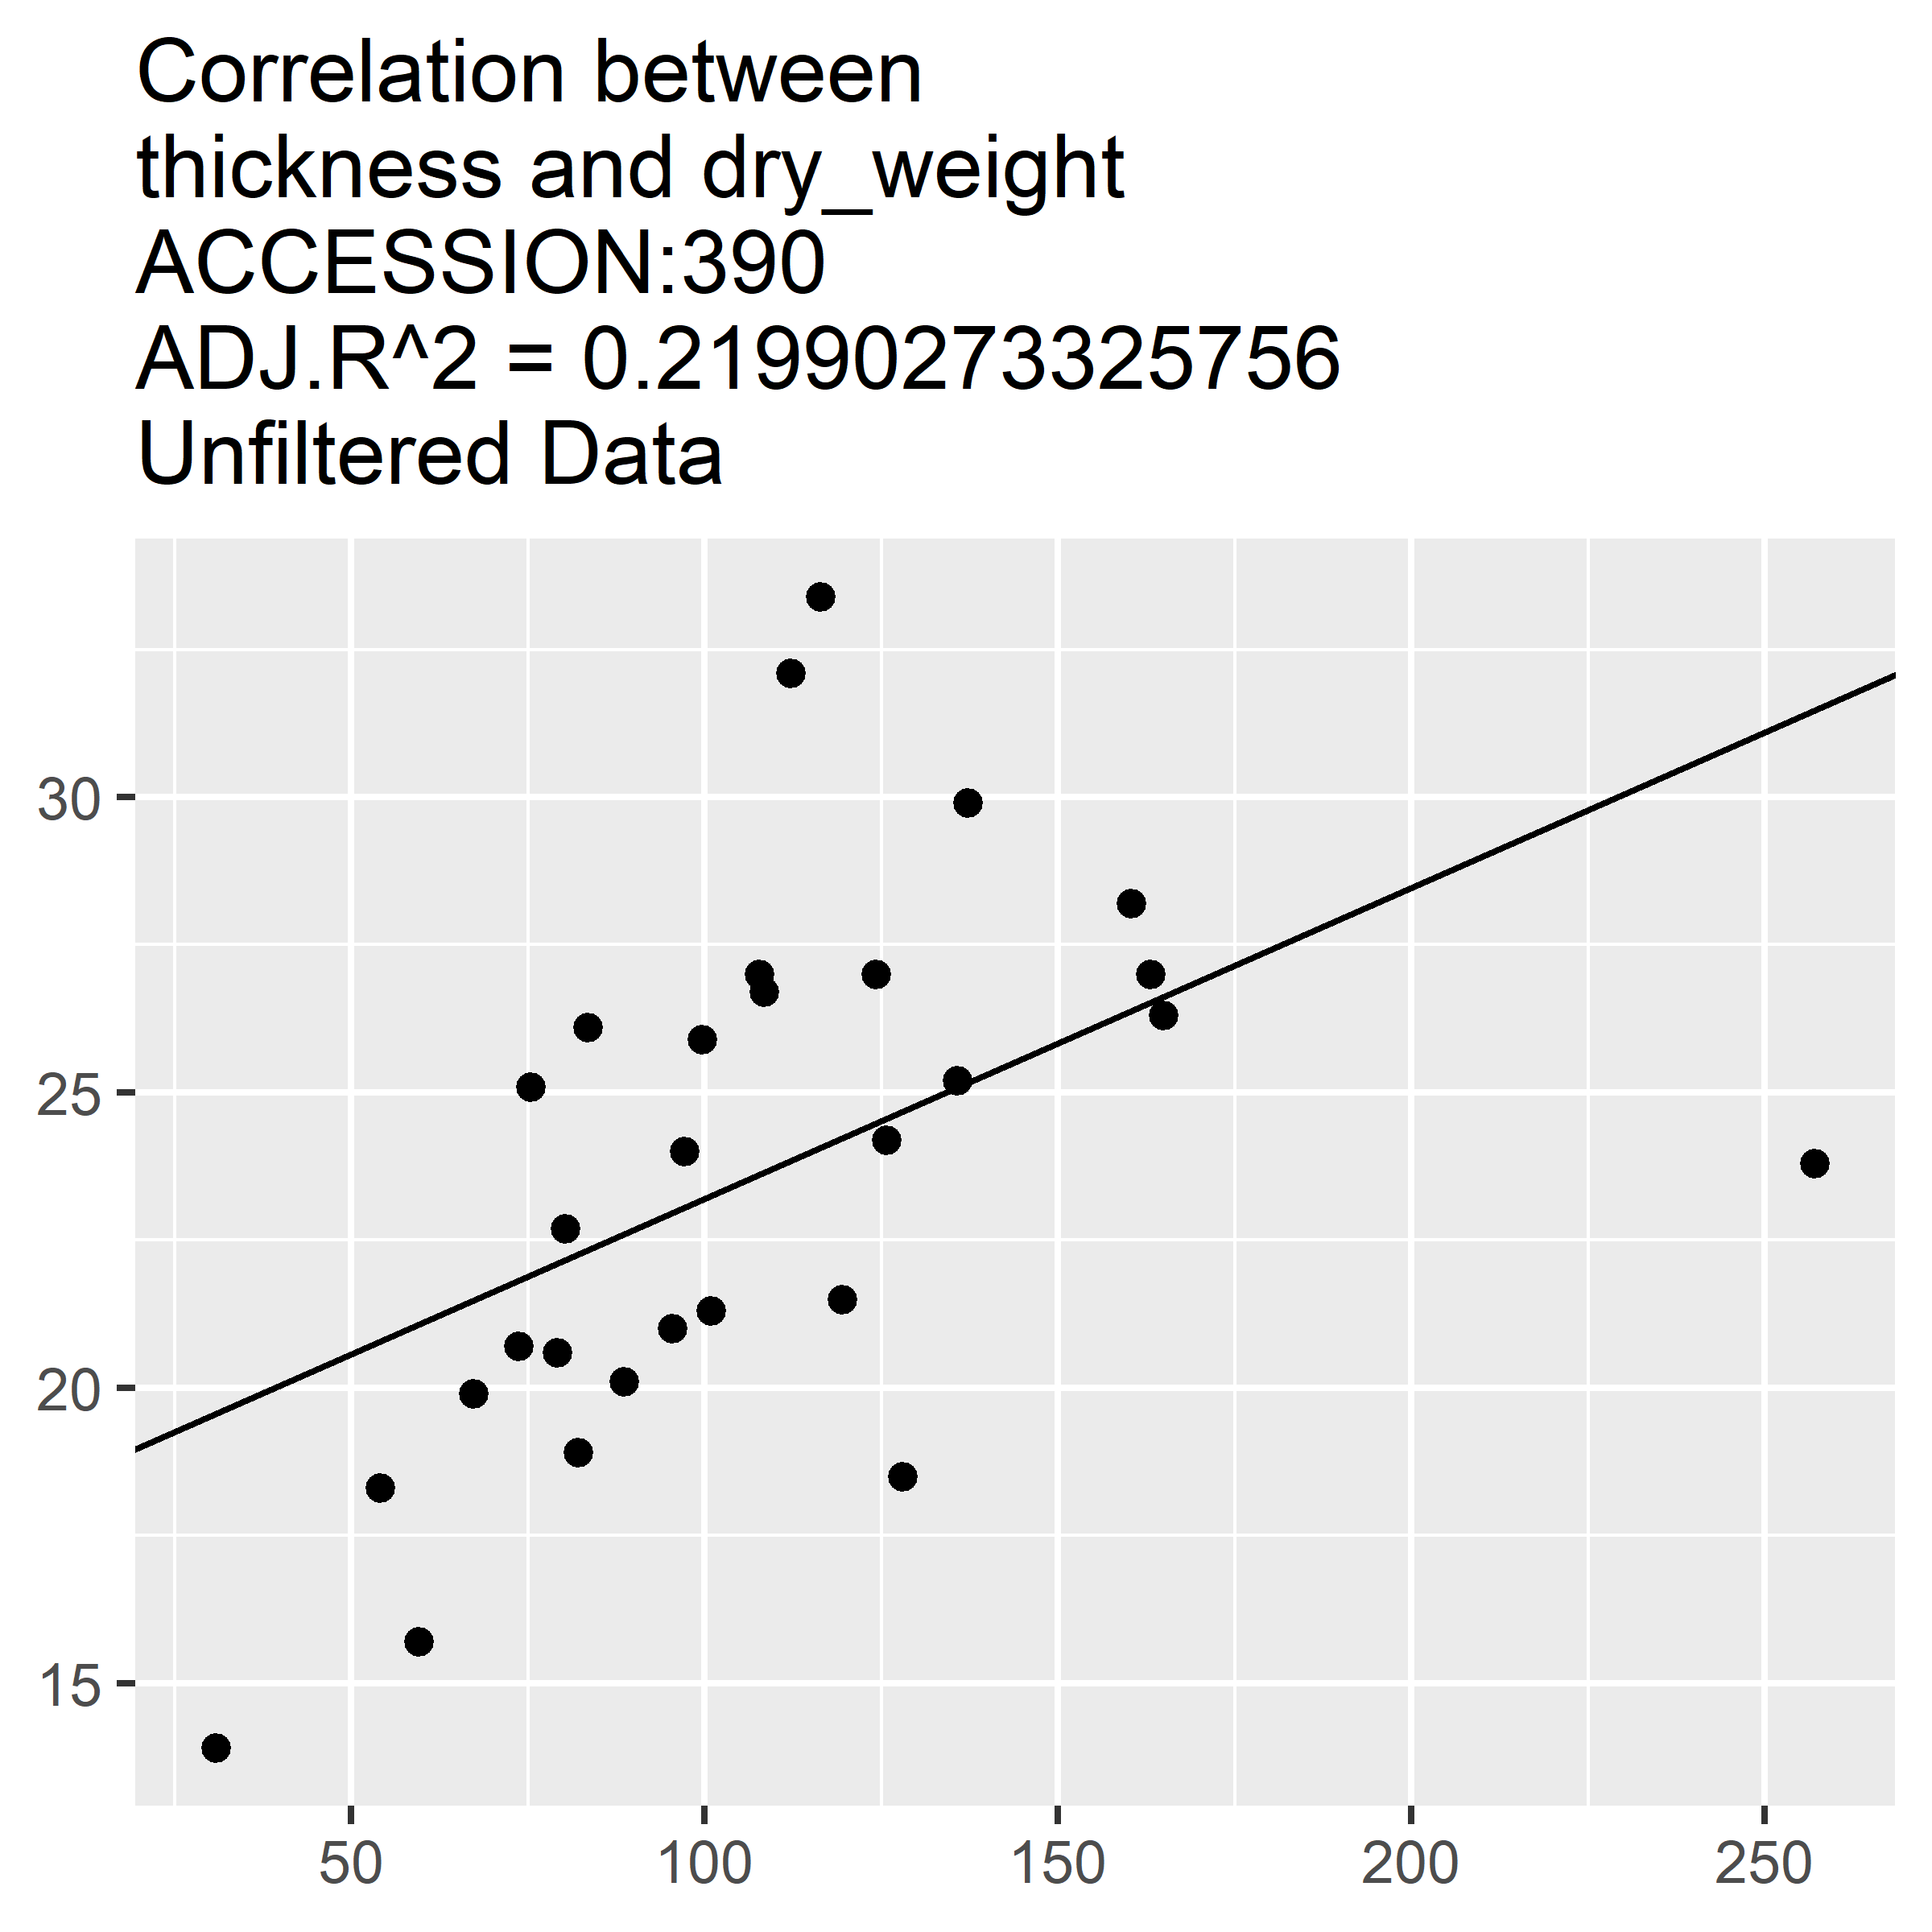 Correlation between
thickness and dry_weight
ACCESSION:390
ADJ.R^2 = 0.21990273325756
Unfiltered Data
30
25
20
15
50 100 150 200 250